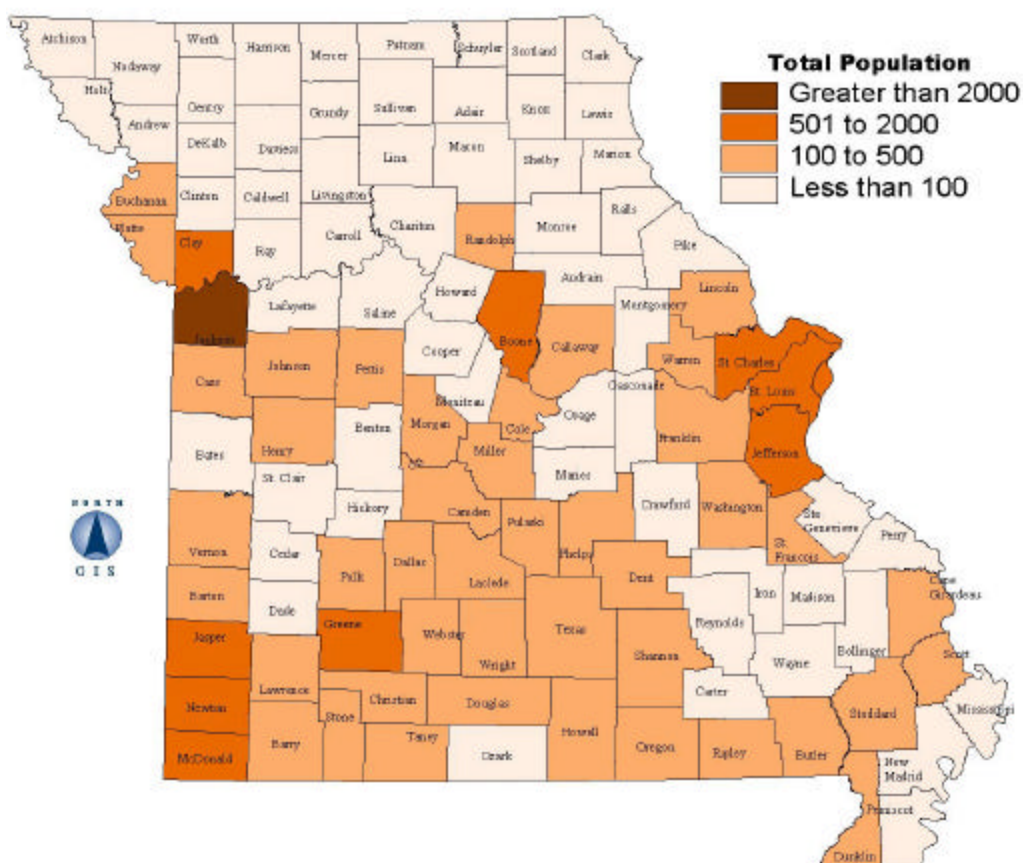 Total Population
Greater than 2000
501 to 2000
100 to 500
Less than 100
Atchison
Nodaway
Worth
Harrison
Mercer
Putnam
Schuyler
Scotland
Clark
Holt
Andrew
Gentry
DeKalb
Daviess
Grundy
Sullivan
Adair
Knox
Lewis
Linn
Macon
Shelby
Marion
Buchanan
Clinton
Caldwell
Livingston
Chariton
Randolph
Monroe
Ralls
Pike
Platte
Clay
Ray
Carroll
Howard
Audrain
Lincoln
Jackson
Lafayette
Saline
Cooper
Boone
Callaway
Montgomery
Warren
St. Charles
St. Louis
Cass
Johnson
Pettis
Moniteau
Cole
Osage
Gasconade
Franklin
Jefferson
Bates
Henry
Benton
Morgan
Miller
Maries
St. Clair
Hickory
Camden
Pulaski
Phelps
Crawford
Washington
Ste
Genevieve
St.
Francois
Perry
NORTH
GIS
Vernon
Cedar
Polk
Dallas
Laclede
Dent
Iron
Madison
Cape
Girardeau
Barton
Dade
Greene
Webster
Wright
Texas
Shannon
Reynolds
Wayne
Bollinger
Scott
Jasper
Newton
Lawrence
Christian
Douglas
Carter
Stoddard
Mississippi
McDonald
Barry
Stone
Taney
Ozark
Howell
Oregon
Ripley
Butler
New
Madrid
Pemiscot
Dunklin